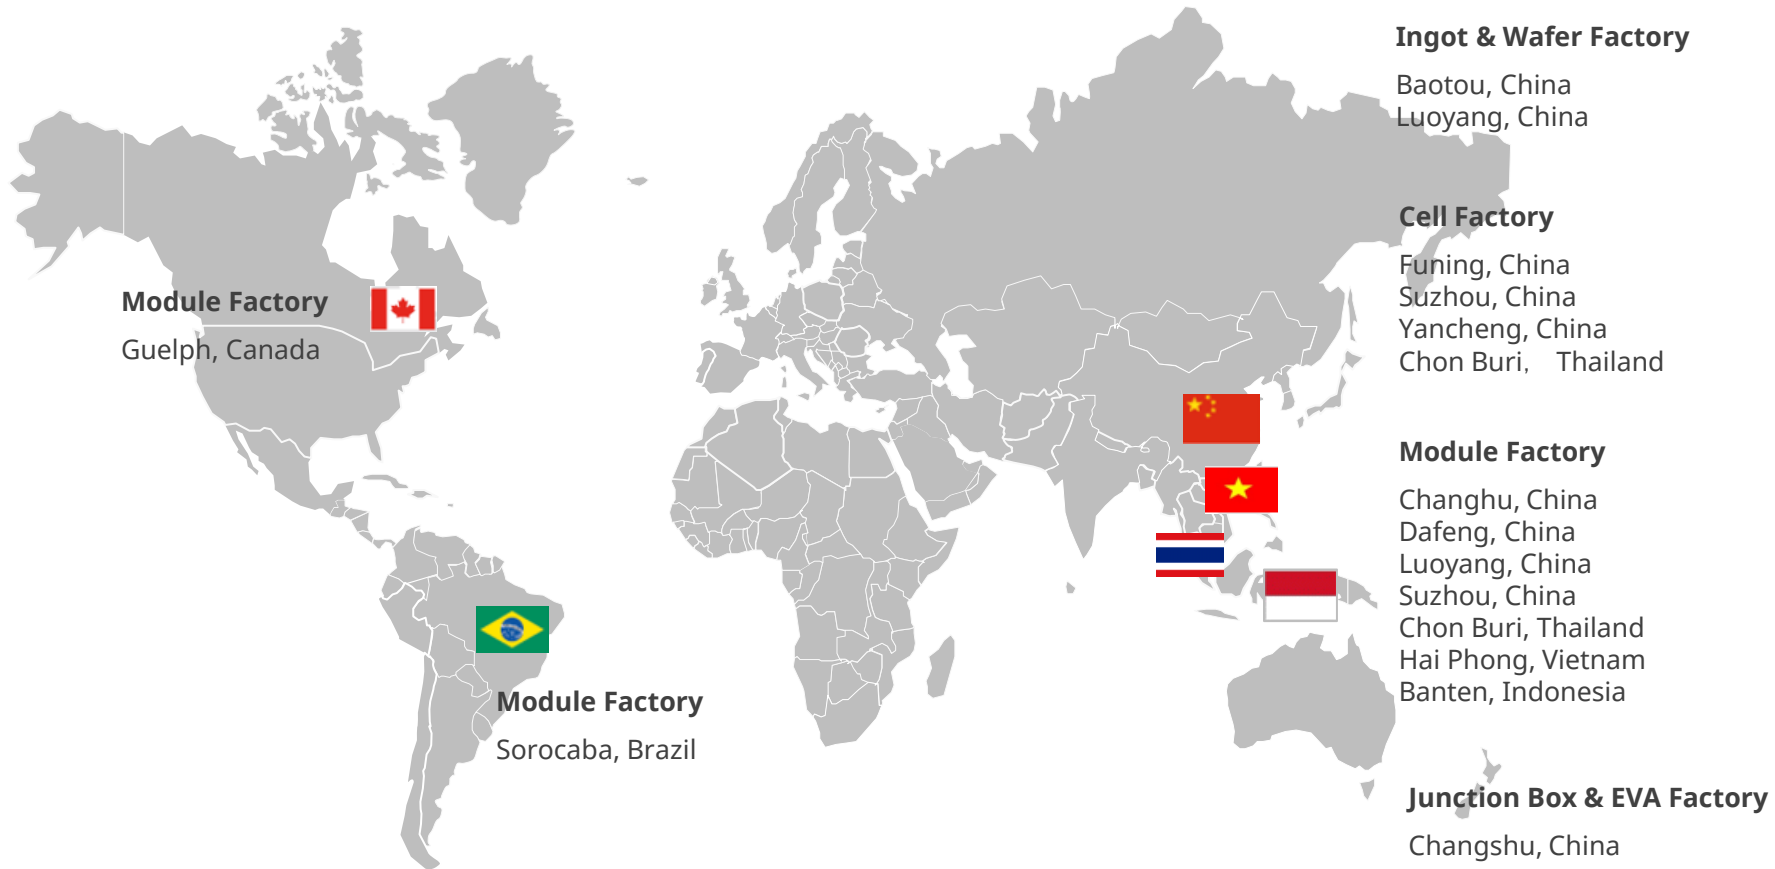 Ingot & Wafer Factory
Baotou, China
Luoyang, China
Cell Factory
Funing, China
Suzhou, China
Yancheng, China
Chon Buri, Thailand
Module Factory
Guelph, Canada
Module Factory
Changhu, China
Dafeng, China
Luoyang, China
Suzhou, China
Chon Buri, Thailand
Hai Phong, Vietnam
Banten, Indonesia
Module Factory
Sorocaba, Brazil
Junction Box & EVA Factory
Changshu, China